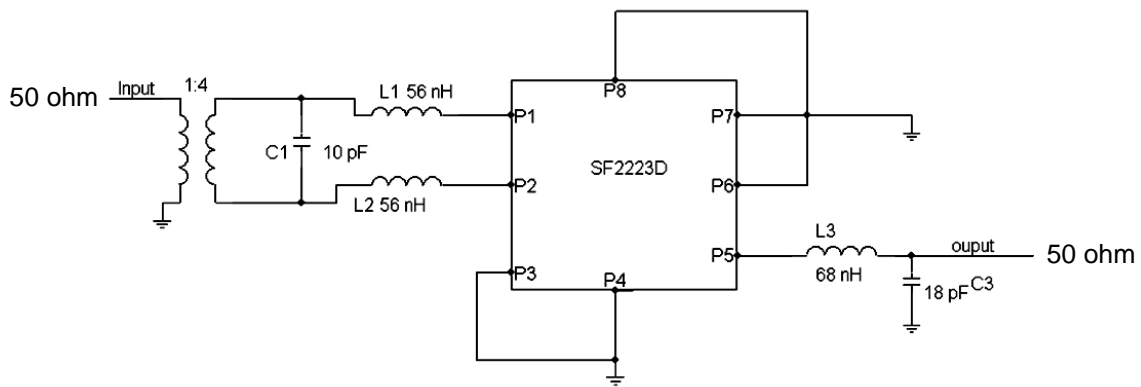 50 ohm
Input
1:4
C1
10 pF
L1 56 nH
L2 56 nH
P1
P2
P3
P4
P5
P6
P7
P8
SF2223D
L3
68 nH
ouput
50 ohm
18 pF
C3